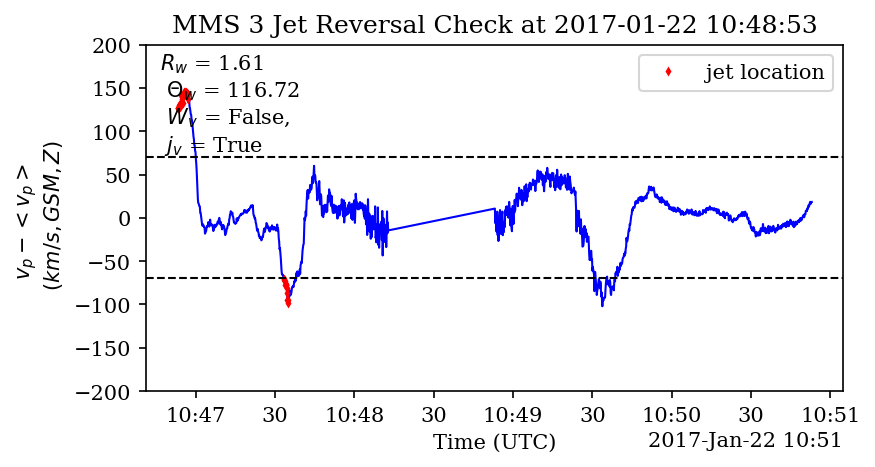 MMS 3 Jet Reversal Check at 2017-01-22 10:48:53
R_w = 1.61
Θ_w = 116.72
W_v = False,
j_v = True
jet location
v_p − < v_p >
(km/s, GSM, Z)
200
150
100
50
0
−50
−100
−150
−200
10:47 30 10:48 30 10:49 30 10:50 30 10:51
Time (UTC)
2017-Jan-22 10:51